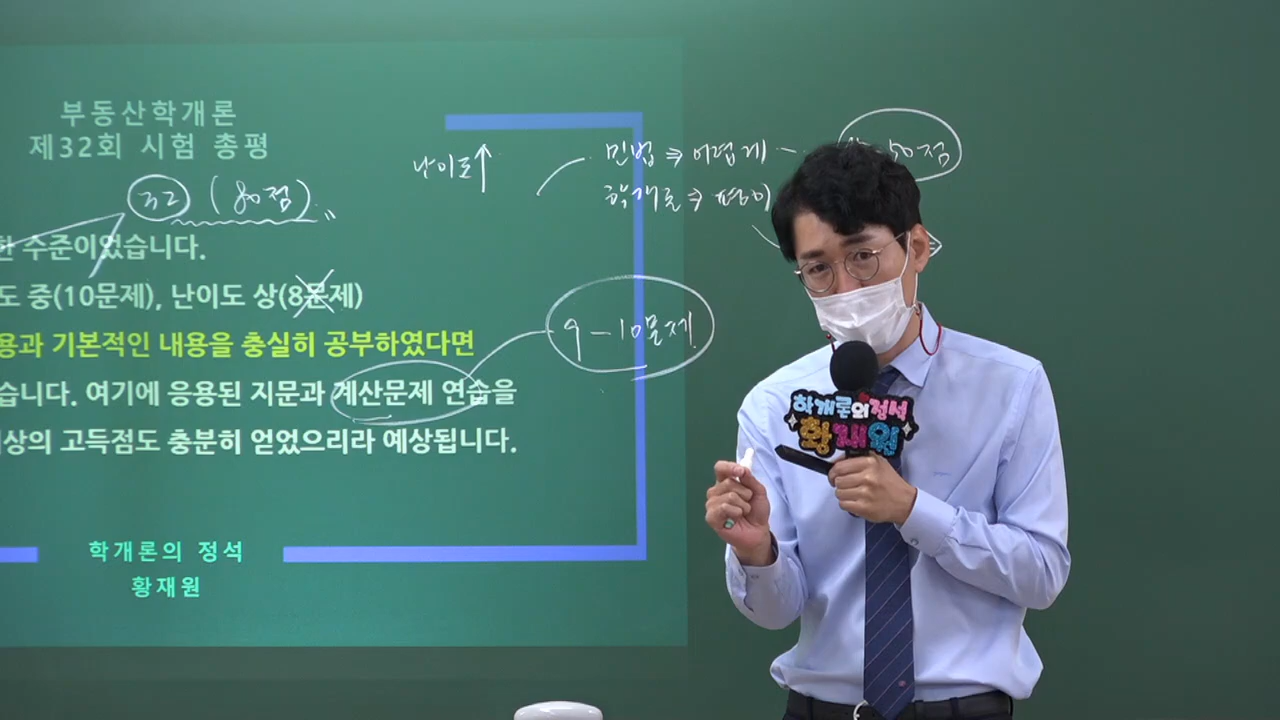 부동산학개론
제32회 시험 총평
32 (80점)
한 수준이었습니다.
도 중(10문제), 난이도 상(8문제)
용과 기본적인 내용을 충실히 공부하였다면
습니다. 여기에 응용된 지문과 계산문제 연습을
상의 고득점도 충분히 얻었으리라 예상됩니다.
학개론의 정석
황재원
난이도↑
민법 ⇒ 어렵게 - 50점
학개론 ⇒ 평이
9-10문제
학개론의정석
황재원